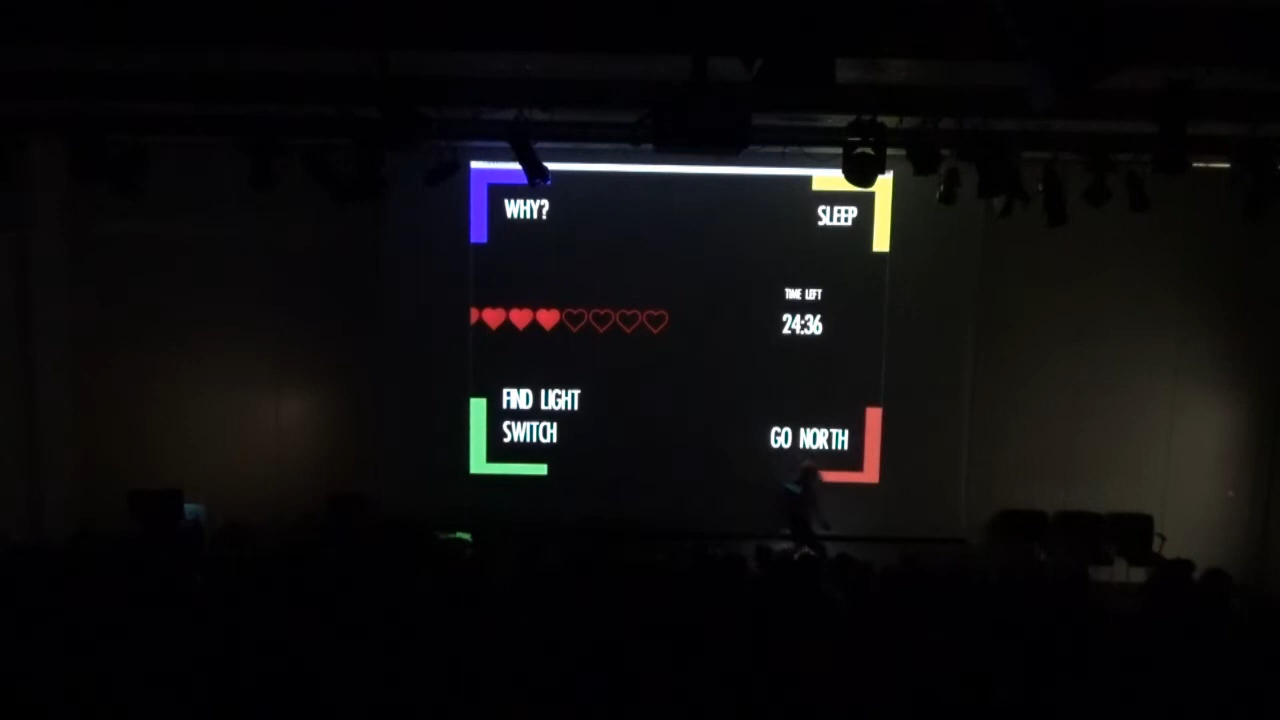 WHY?
SLEEP
TIME LEFT
24:36
FIND LIGHT
SWITCH
GO NORTH